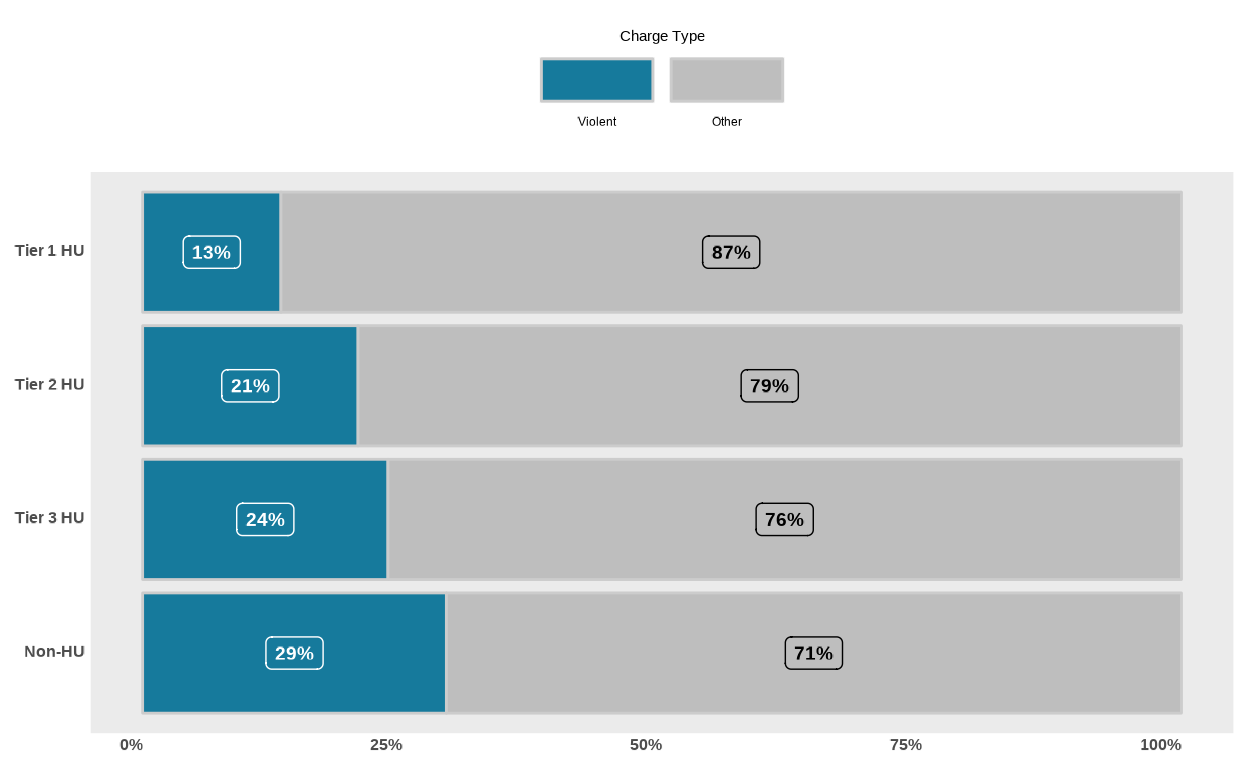 Charge Type
Violent Other
Tier 1 HU 13% 87%
Tier 2 HU 21% 79%
Tier 3 HU 24% 76%
Non-HU 29% 71%
0% 25% 50% 75% 100%